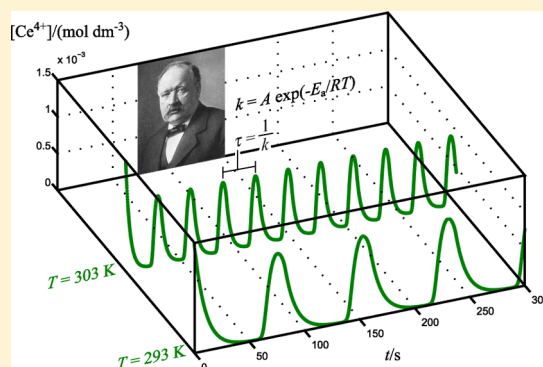 [Ce⁴⁺]/(mol dm⁻³)
× 10⁻³
1.5
1
0.5
0
k = A exp(-Eₐ/RT)
τ = 1/k
T = 303 K
T = 293 K
0
50
100
150
200
250
30
t/s